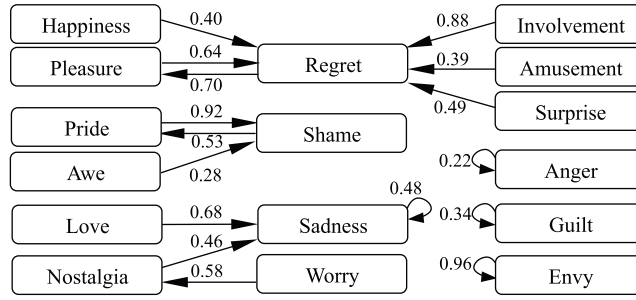 Happiness
0.40
0.88
Involvement
Pleasure
0.64
Regret
0.39
Amusement
0.70
0.49
Surprise
Pride
0.92
Shame
0.53
Awe
0.28
0.22
Anger
Love
0.68
Sadness
0.48
0.34
Guilt
0.46
Nostalgia
0.58
Worry
0.96
Envy